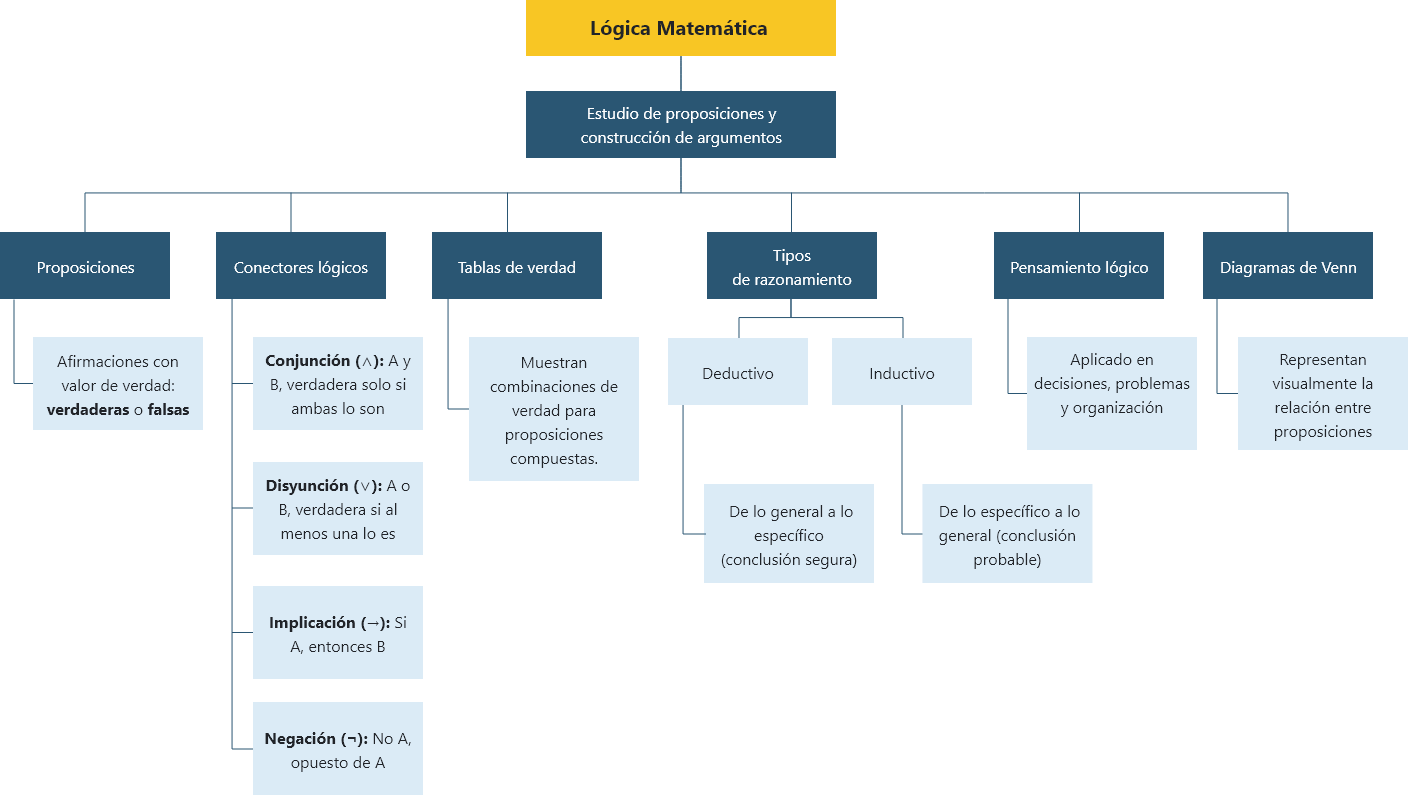 Lógica Matemática
Estudio de proposiciones y
construcción de argumentos
Proposiciones
Afirmaciones con
valor de verdad:
verdaderas o falsas
Conectores lógicos
Conjunción (∧): A y
B, verdadera solo si
ambas lo son
Disyunción (∨): A o
B, verdadera si al
menos una lo es
Implicación (→): Si
A, entonces B
Negación (¬): No A,
opuesto de A
Tablas de verdad
Muestran
combinaciones de
verdad para
proposiciones
compuestas.
Tipos
de razonamiento
Deductivo
De lo general a lo
específico
(conclusión segura)
Inductivo
De lo específico a lo
general (conclusión
probable)
Pensamiento lógico
Aplicado en
decisiones, problemas
y organización
Diagramas de Venn
Representan
visualmente la
relación entre
proposiciones